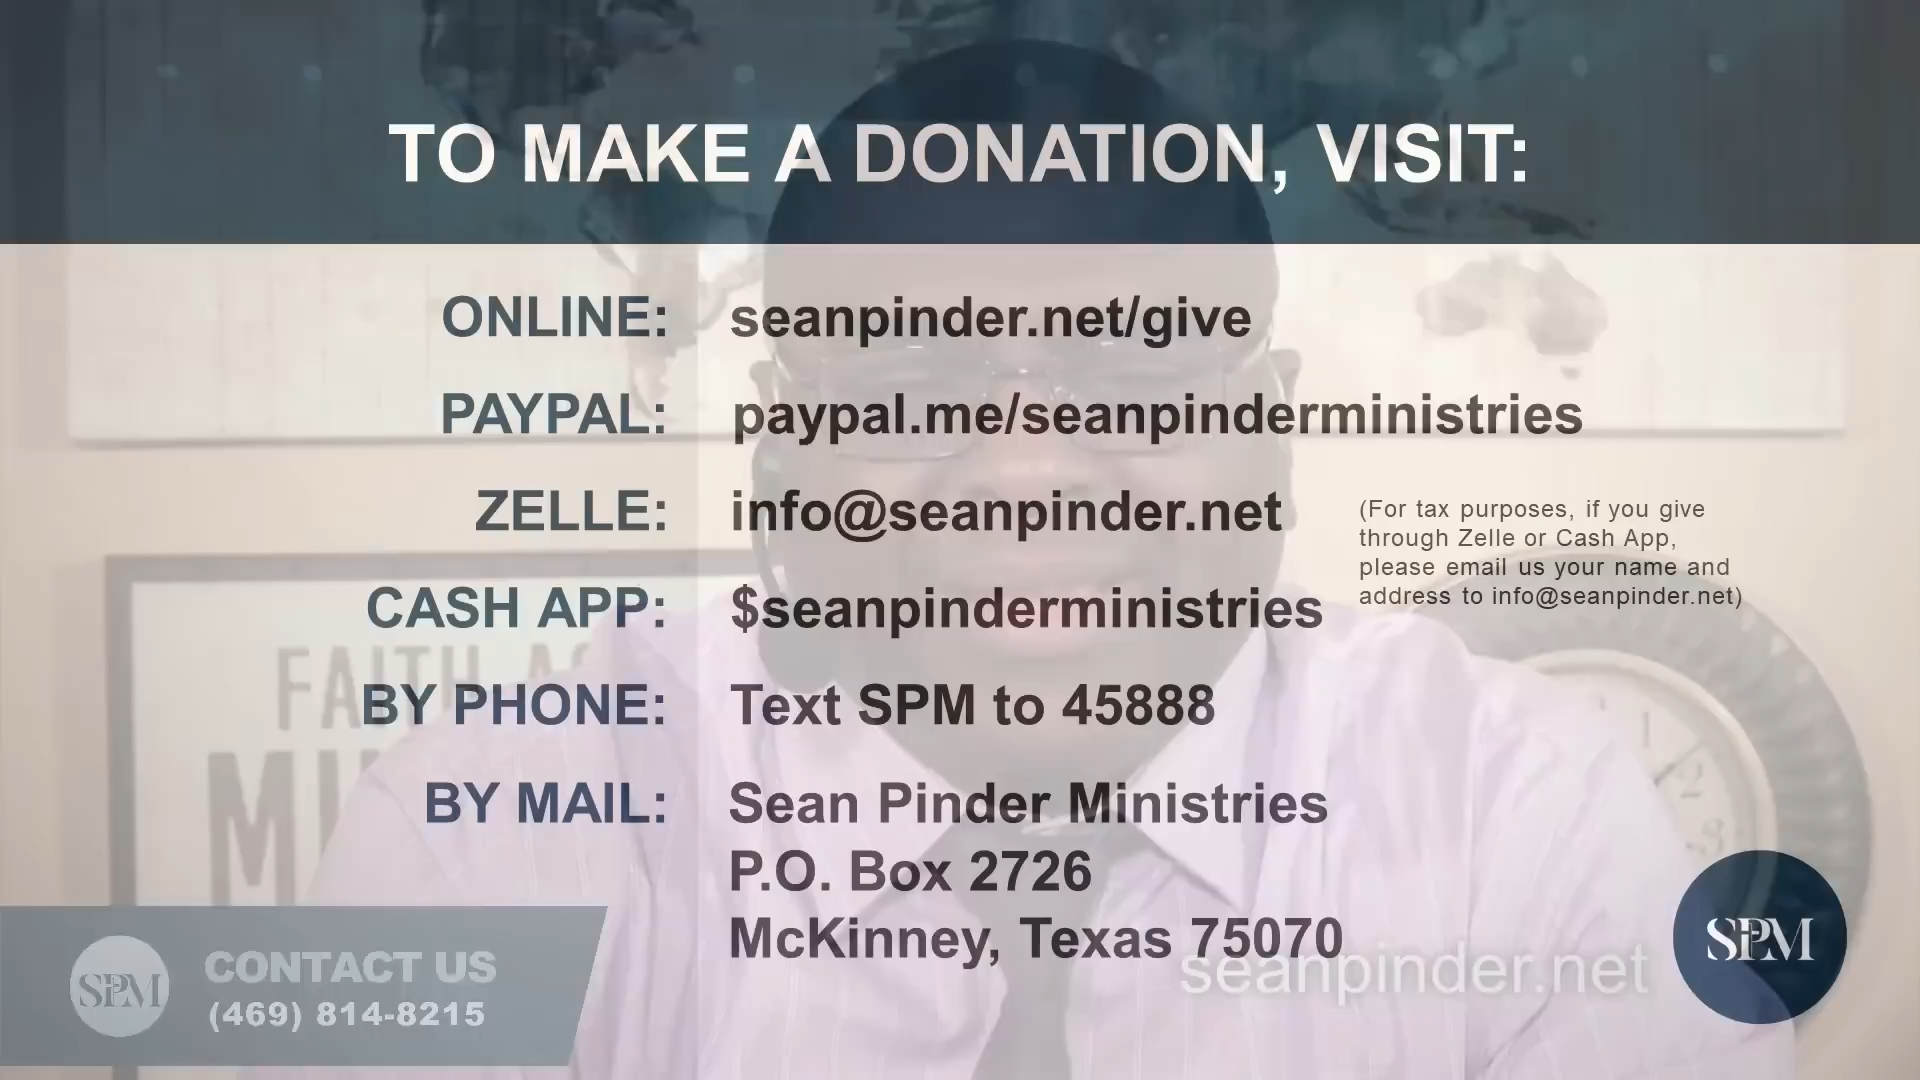 TO MAKE A DONATION, VISIT:
ONLINE: seanpinder.net/give
PAYPAL: paypal.me/seanpinderministries
ZELLE: info@seanpinder.net
(For tax purposes, if you give
through Zelle or Cash App,
please email us your name and
address to info@seanpinder.net)
CASH APP: $seanpinderministries
FAITH
BY PHONE: Text SPM to 45888
BY MAIL: Sean Pinder Ministries
P.O. Box 2726
McKinney, Texas 75070
SPM
CONTACT US
(469) 814-8215
seanpinder.net
SPM